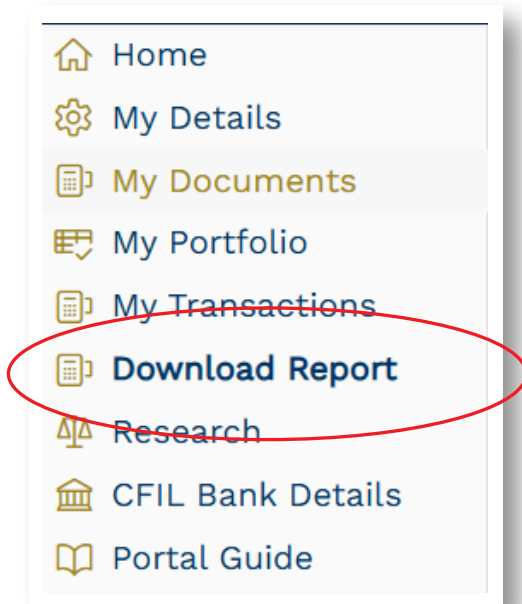 Home
My Details
My Documents
My Portfolio
My Transactions
Download Report
Research
CFIL Bank Details
Portal Guide